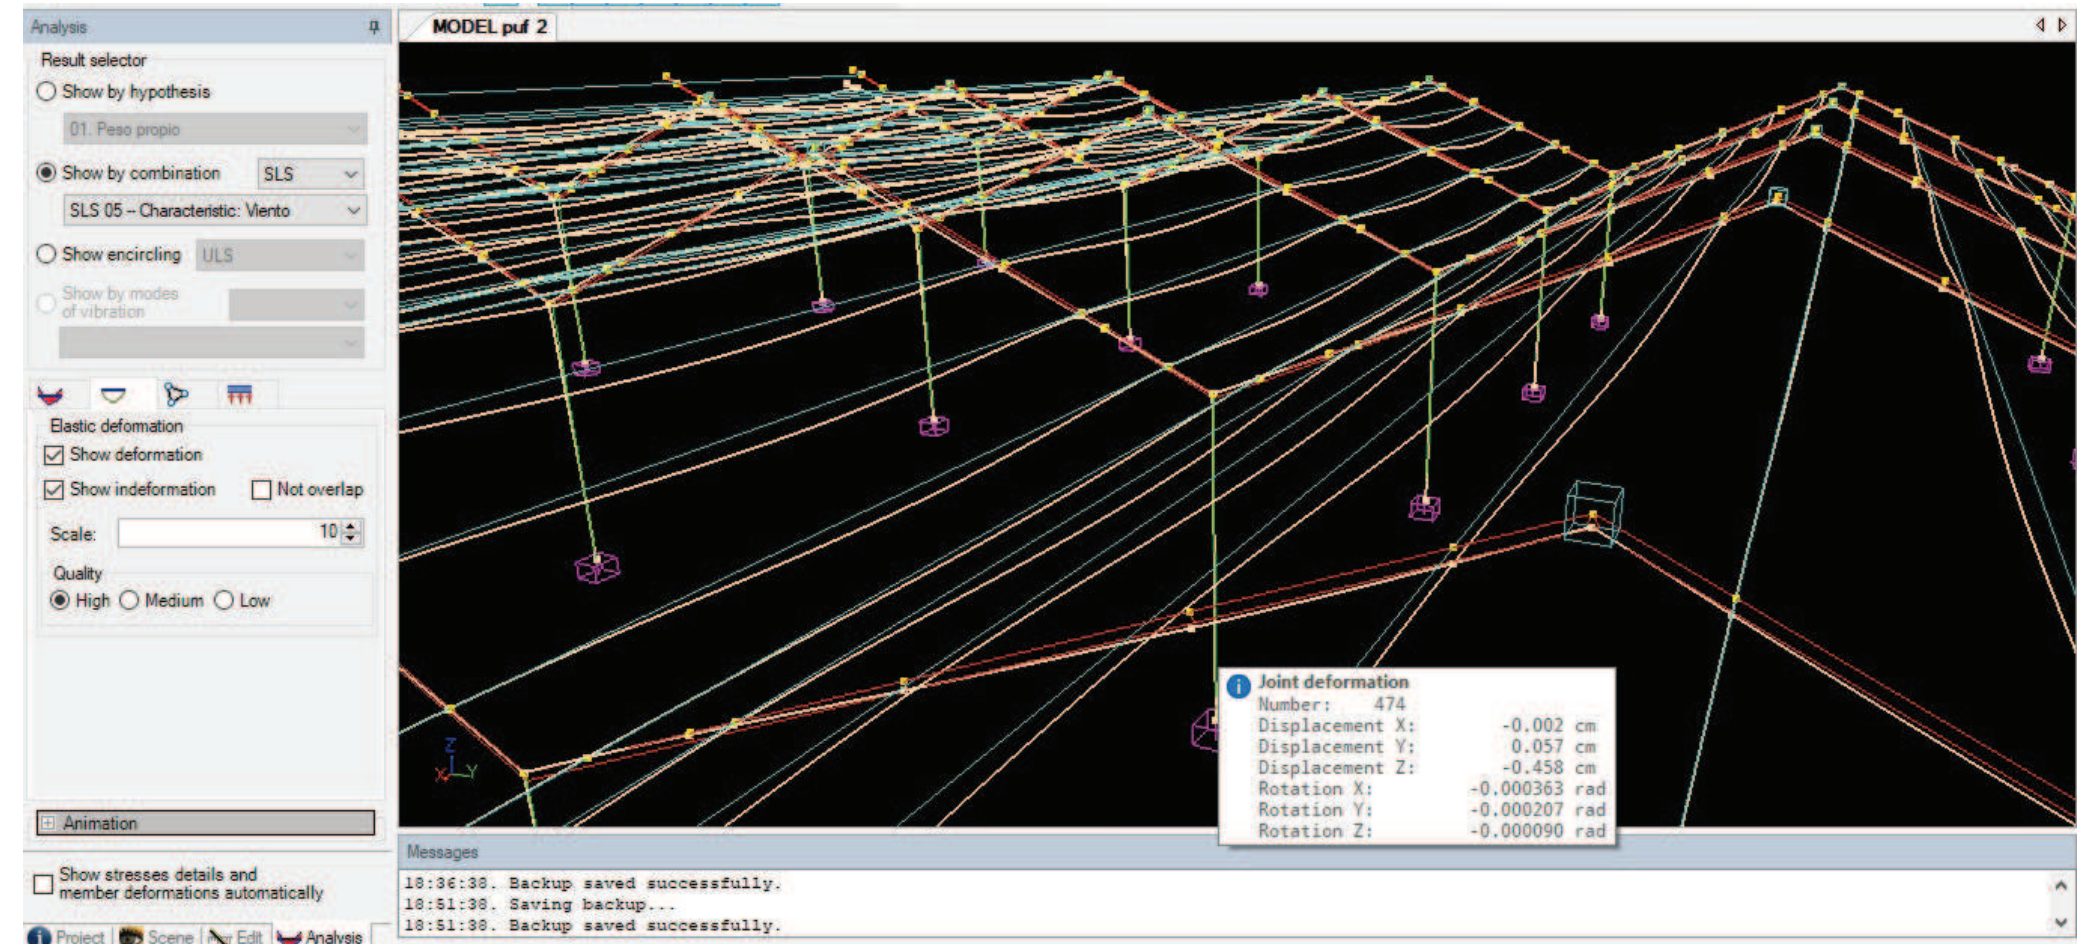 Analysis
Result selector
Show by hypothesis
01. Peso propio
Show by combination SLS
SLS 05 – Characteristic: Viento
Show encircling ULS
Show by modes
of vibration
Elastic deformation
Show deformation
Show indeformation Not overlap
Scale: 10
Quality
High Medium Low
Animation
Show stresses details and
member deformations automatically
Project Scene Edit Analysis
MODEL puf 2
Z
X Y
Joint deformation
Number: 474
Displacement X: -0.002 cm
Displacement Y: 0.057 cm
Displacement Z: -0.458 cm
Rotation X: -0.000363 rad
Rotation Y: -0.000207 rad
Rotation Z: -0.000090 rad
Messages
18:36:38. Backup saved successfully.
18:51:38. Saving backup...
18:51:38. Backup saved successfully.